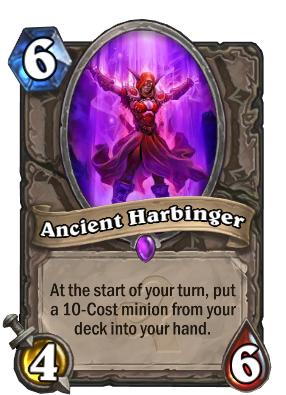 6
Ancient Harbinger
At the start of your turn, put
a 10-Cost minion from your
deck into your hand.
4
6